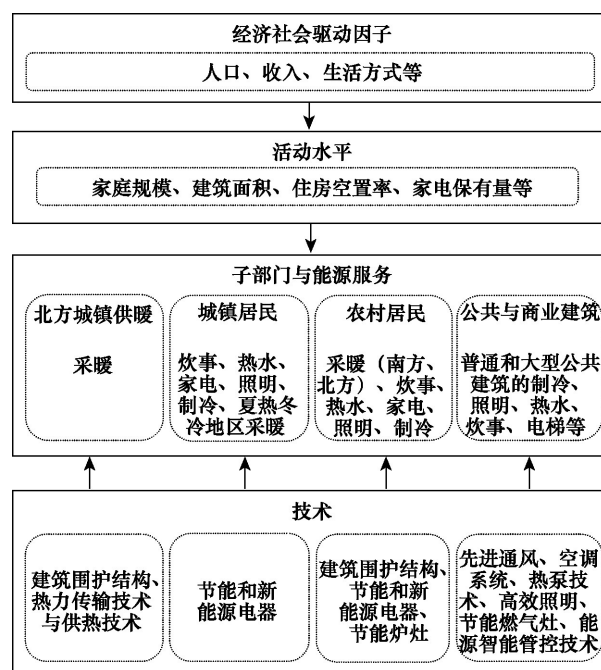 经济社会驱动因子
人口、收入、生活方式等
活动水平
家庭规模、建筑面积、住房空置率、家电保有量等
子部门与能源服务
北方城镇供暖
采暖
城镇居民
炊事、热水、
家电、照明、
制冷、夏热冬
冷地区采暖
农村居民
采暖（南方、
北方）、炊事、
热水、家电、
照明、制冷
公共与商业建筑
普通和大型公共
建筑的制冷、
照明、热水、
炊事、电梯等
技术
建筑围护结构、
热力传输技术
与供热技术
节能和新
能源电器
建筑围护结构、
节能和新
能源电器、
节能炉灶
先进通风、空调
系统、热泵技
术、高效照明、
节能燃气灶、能
源智能管控技术